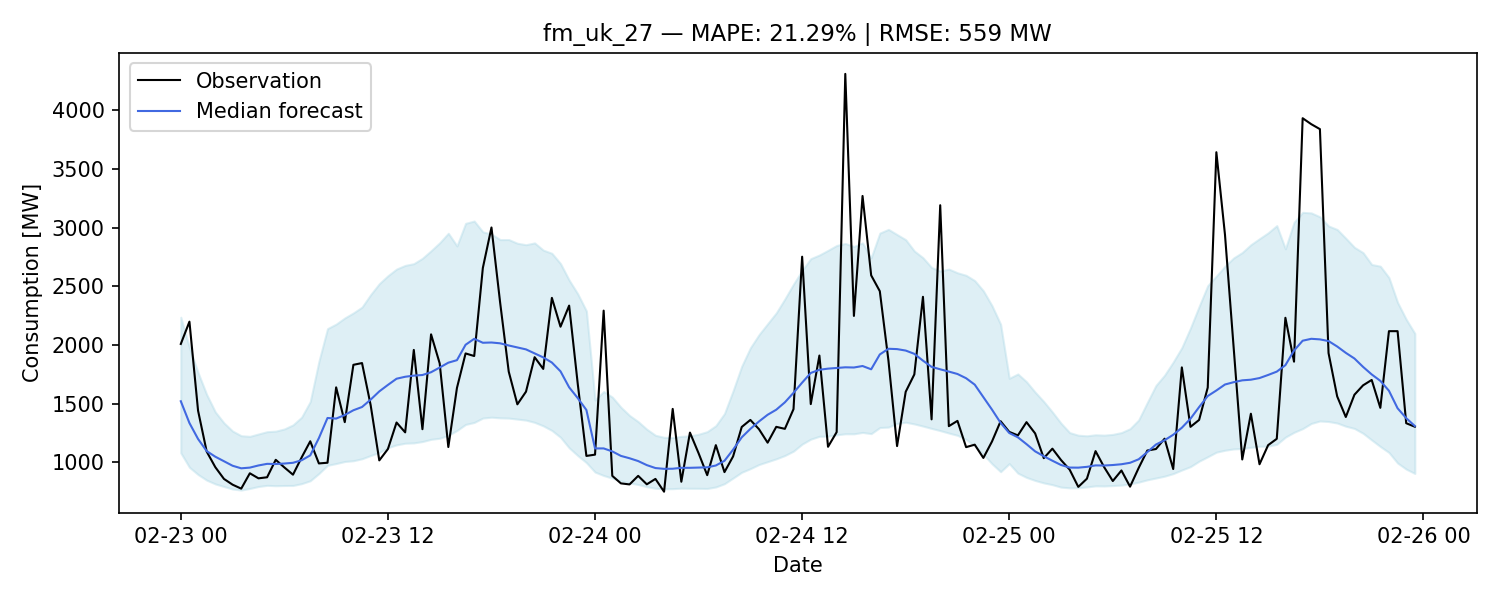 fm_uk_27 — MAPE: 21.29% | RMSE: 559 MW
Observation
Median forecast
Consumption [MW]
4000
3500
3000
2500
2000
1500
1000
02-23 00
02-23 12
02-24 00
02-24 12
02-25 00
02-25 12
02-26 00
Date